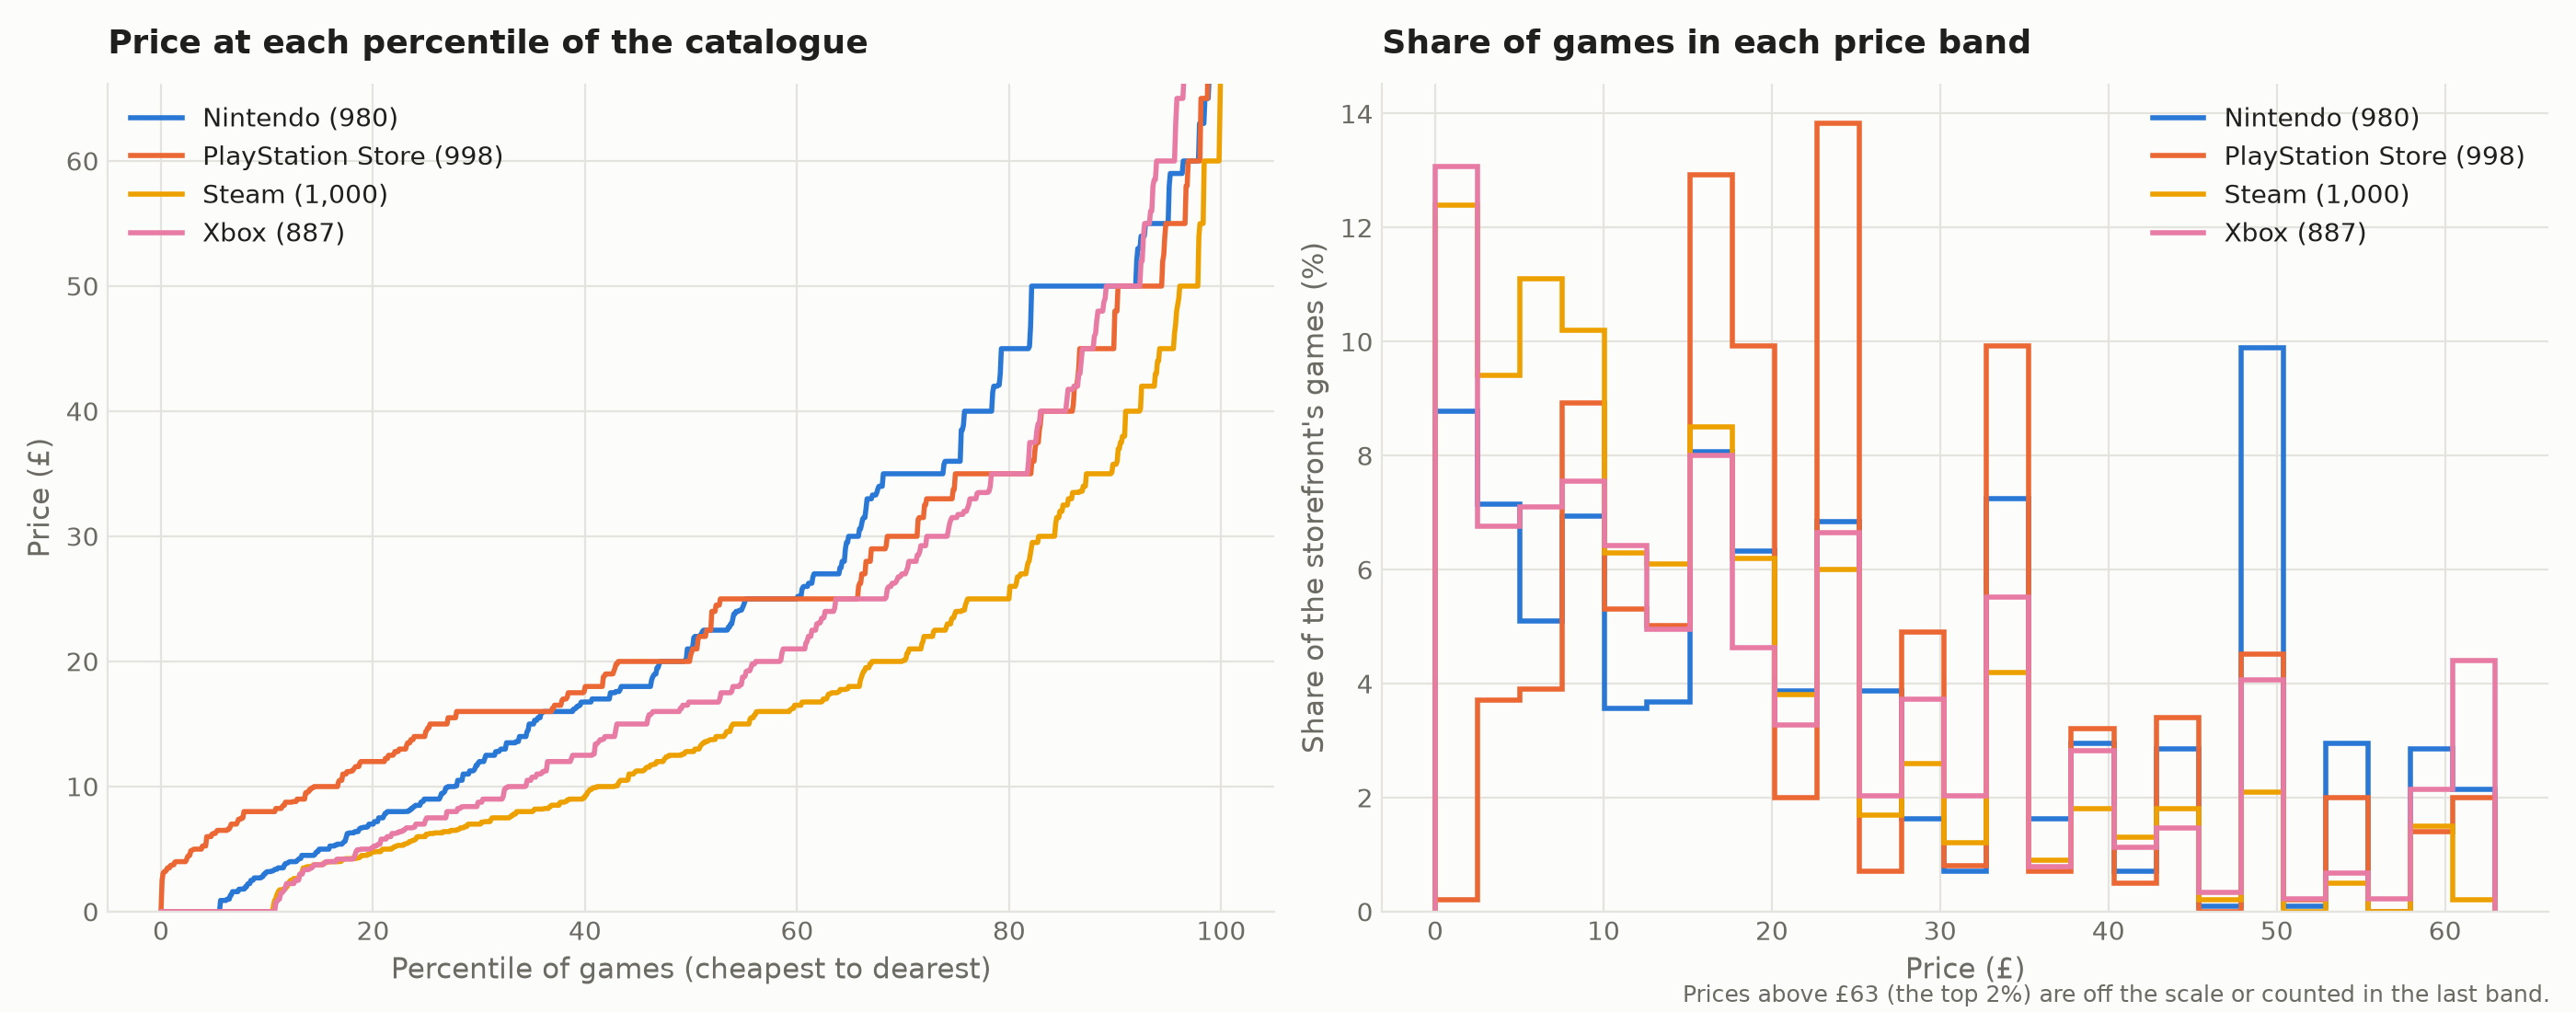 Price at each percentile of the catalogue
Price (£)
60
50
40
30
20
10
0
Nintendo (980)
PlayStation Store (998)
Steam (1,000)
Xbox (887)
0 20 40 60 80 100
Percentile of games (cheapest to dearest)
Share of games in each price band
Share of the storefront's games (%)
14
12
10
8
6
4
2
0
Nintendo (980)
PlayStation Store (998)
Steam (1,000)
Xbox (887)
0 10 20 30 40 50 60
Price (£)
Prices above £63 (the top 2%) are off the scale or counted in the last band.